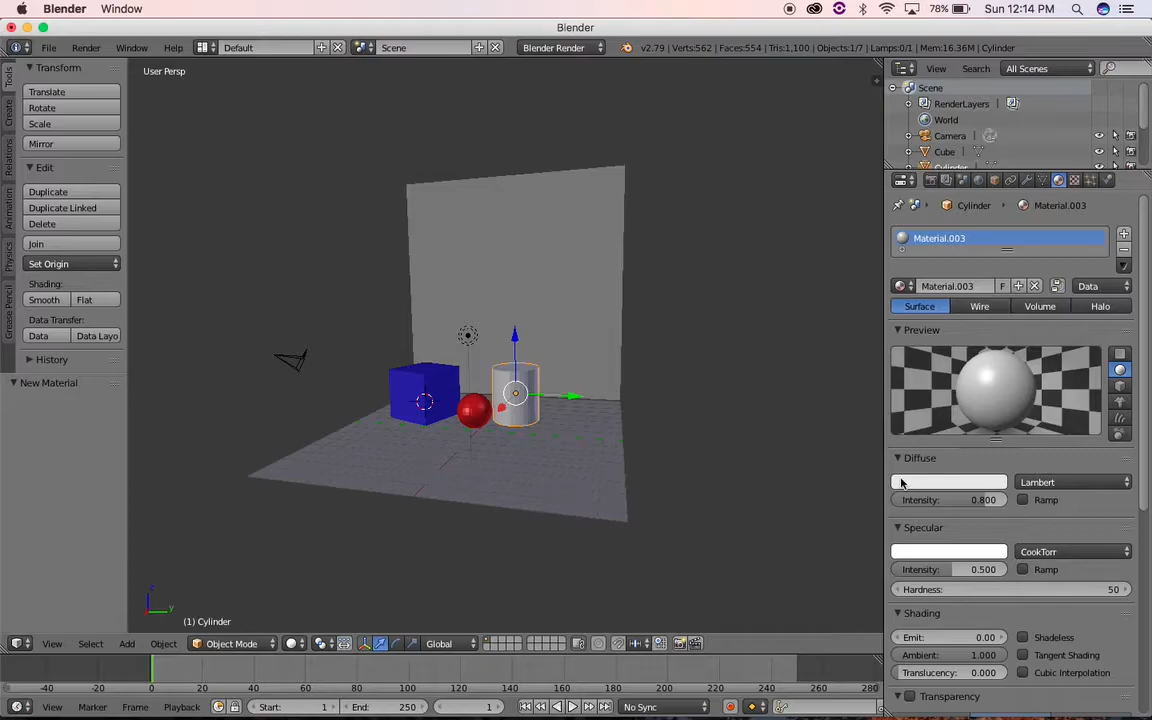 Blender Window 78% Sun 12:14 PM
Blender
File Render Window Help Default Scene Blender Render v2.79 | Verts:562 | Faces:554 | Tris:1,100 | Objects:1/7 | Lamps:0/1 | Mem:16.36M | Cylinder
Tools
Create
Relations
Animation
Physics
Grease Pencil
Transform
Translate
Rotate
Scale
Mirror
Edit
Duplicate
Duplicate Linked
Delete
Join
Set Origin
Shading:
Smooth Flat
Data Transfer:
Data Data Layo
History
New Material
User Persp
z
y
(1) Cylinder
View Select Add Object Object Mode Global
-40 -20 0 20 40 60 80 100 120 140 160 180 200 220 240 260 280
View Marker Frame Playback Start: 1 End: 250 1 No Sync
View Search All Scenes
Scene
RenderLayers
World
Camera
Cube
Cylinder
Cylinder Material.003
Material.003
Material.003 F Data
Surface Wire Volume Halo
Preview
Diffuse
Lambert
Intensity: 0.800 Ramp
Specular
CookTorr
Intensity: 0.500 Ramp
Hardness: 50
Shading
Emit: 0.00 Shadeless
Ambient: 1.000 Tangent Shading
Translucency: 0.000 Cubic Interpolation
Transparency